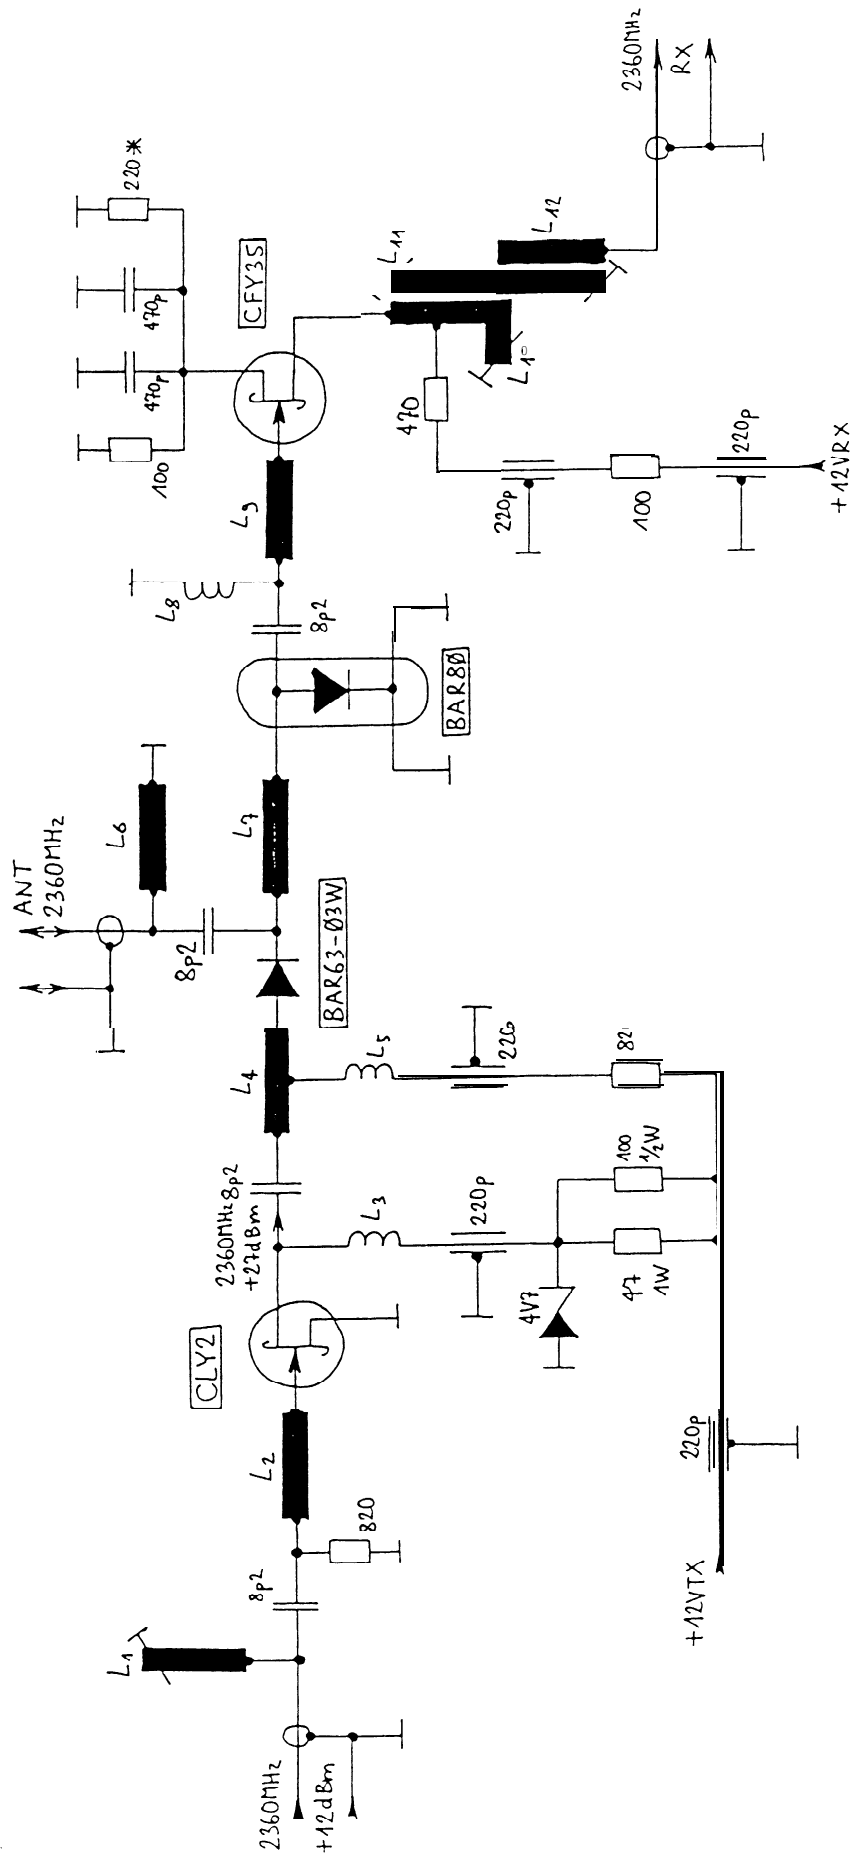 2360MHz
+12dBm
L1
8p2
820
L2
CLY2
2360MHz
+27dBm
8p2
L3
220p
4V7
47
1W
100
1/2W
220p
+12VTX
L4
L5
82
BAR63-03W
ANT
2360MHz
8p2
L6
L7
BAR80
8p2
L8
L9
CFY35
100
470p
470p
220*
L10
L11
L12
470
220p
100
220p
+12VRX
2360MHz
RX